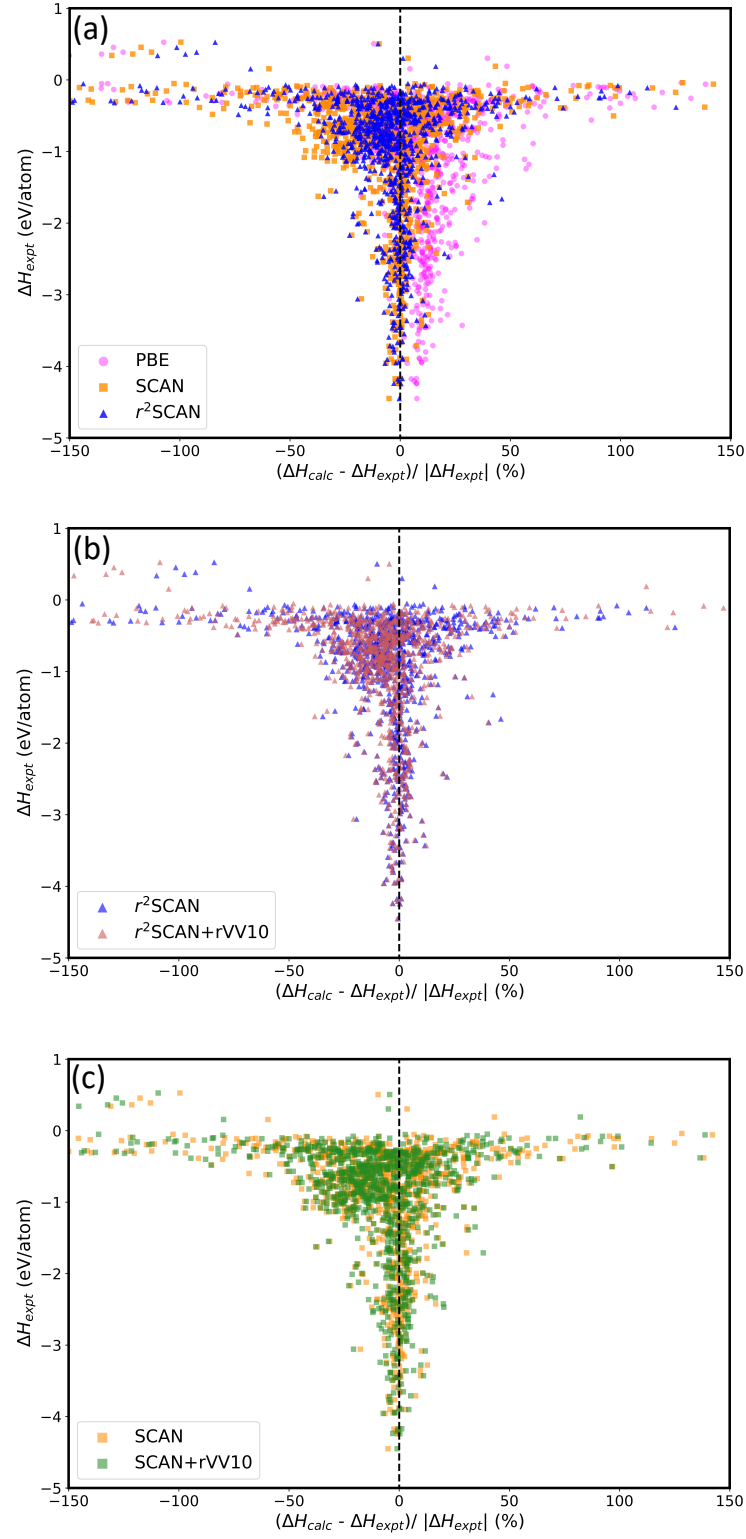 (a)
1
0
−1
−2
−3
−4
−5
ΔH_expt (eV/atom)
PBE
SCAN
r²SCAN
−150 −100 −50 0 50 100 150
(ΔH_calc - ΔH_expt)/ |ΔH_expt| (%)
(b)
1
0
−1
−2
−3
−4
−5
ΔH_expt (eV/atom)
r²SCAN
r²SCAN+rVV10
−150 −100 −50 0 50 100 150
(ΔH_calc - ΔH_expt)/ |ΔH_expt| (%)
(c)
1
0
−1
−2
−3
−4
−5
ΔH_expt (eV/atom)
SCAN
SCAN+rVV10
−150 −100 −50 0 50 100 150
(ΔH_calc - ΔH_expt)/ |ΔH_expt| (%)